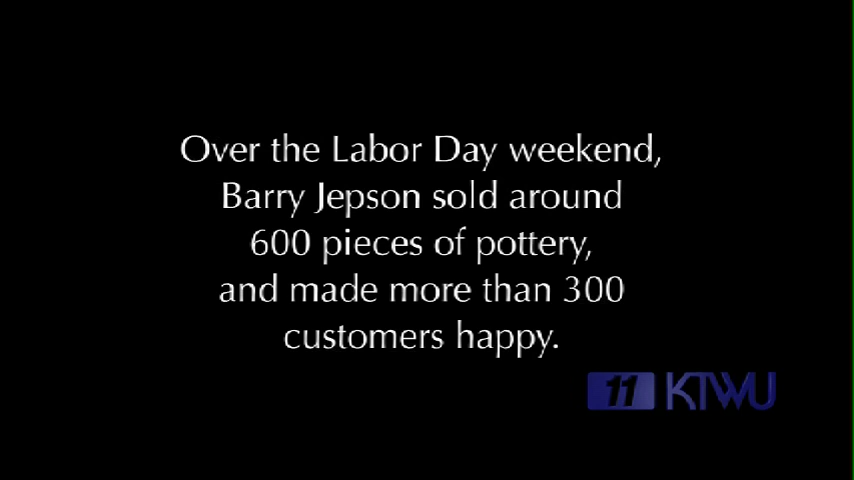 Over the Labor Day weekend,
Barry Jepson sold around
600 pieces of pottery,
and made more than 300
customers happy.
11 KTWU